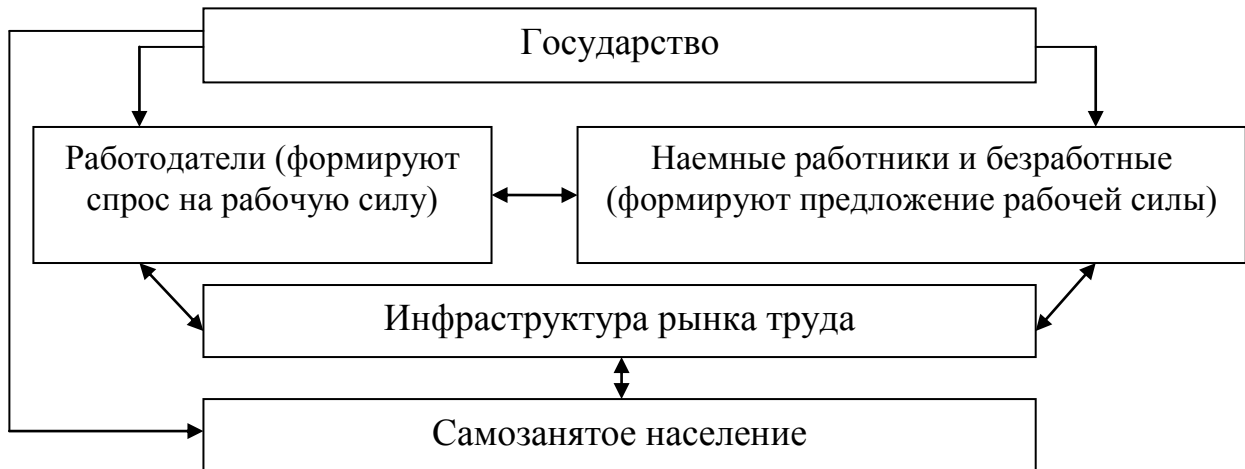 Государство
Работодатели (формируют
спрос на рабочую силу)
Наемные работники и безработные
(формируют предложение рабочей силы)
Инфраструктура рынка труда
Самозанятое население